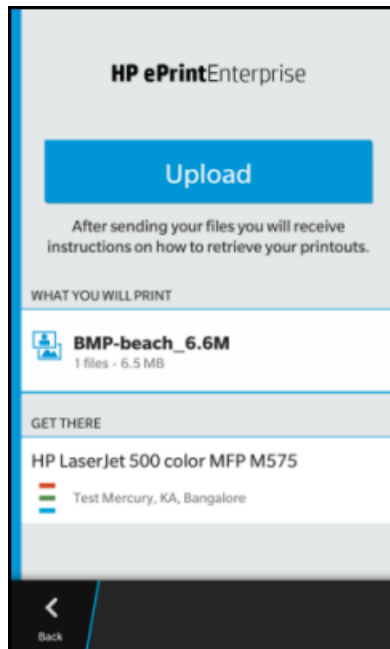 HP ePrintEnterprise
Upload
After sending your files you will receive
instructions on how to retrieve your printouts.
WHAT YOU WILL PRINT
BMP-beach_6.6M
1 files - 6.5 MB
GET THERE
HP LaserJet 500 color MFP M575
Test Mercury, KA, Bangalore
Back